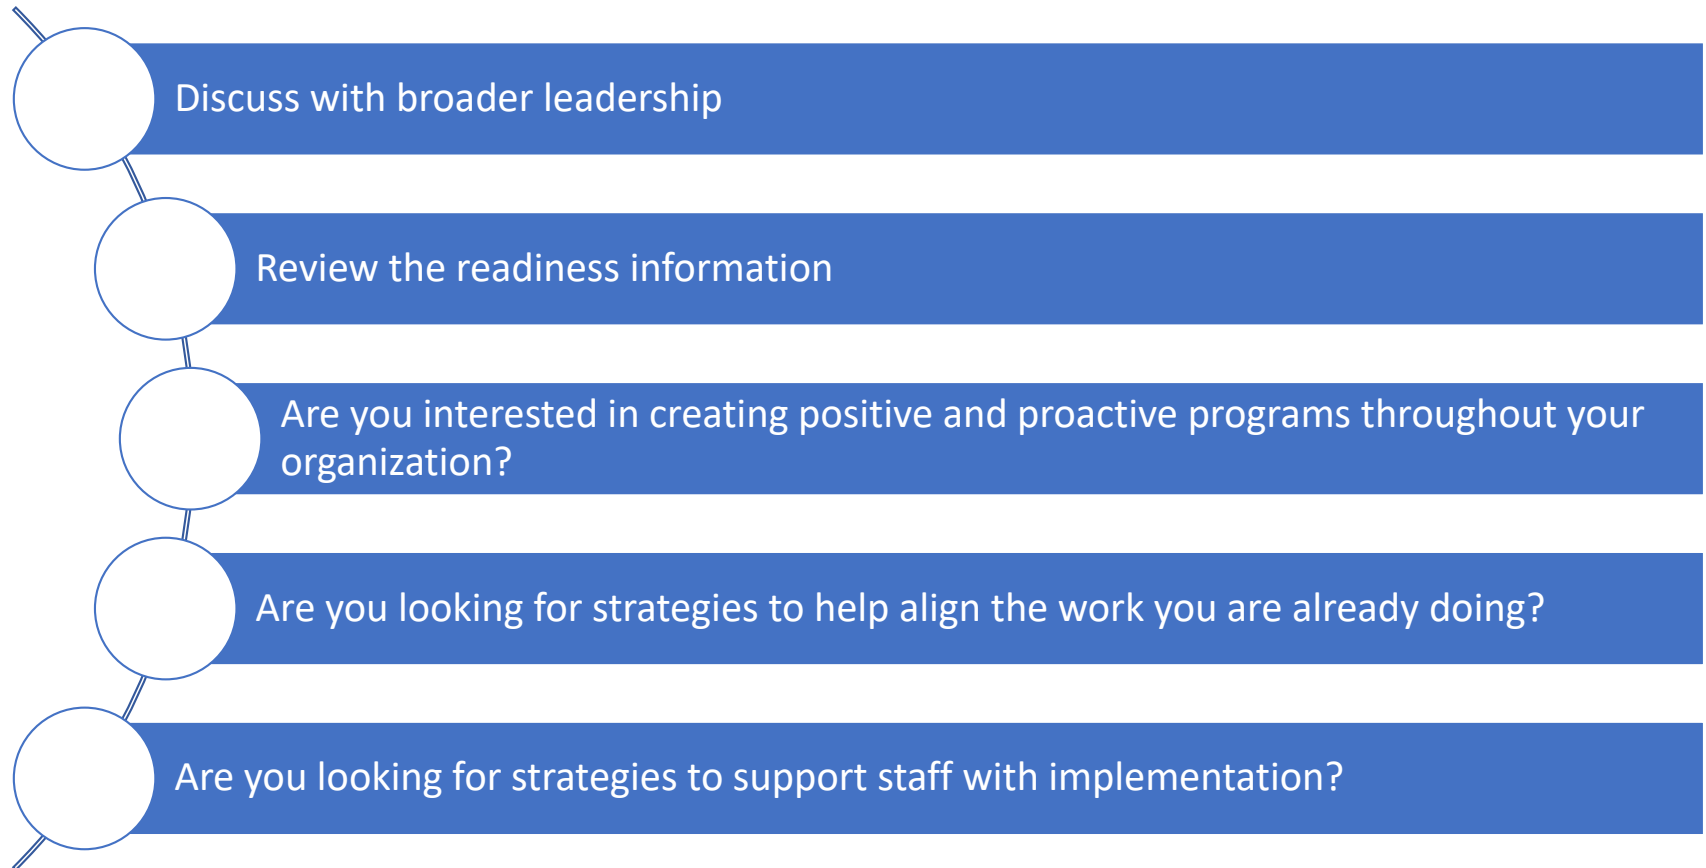 Discuss with broader leadership
Review the readiness information
Are you interested in creating positive and proactive programs throughout your
organization?
Are you looking for strategies to help align the work you are already doing?
Are you looking for strategies to support staff with implementation?